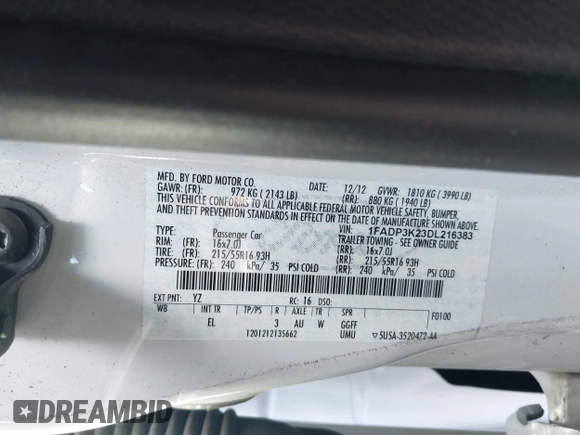 MFD. BY FORD MOTOR CO. DATE: 12/12 GVWR: 1810 KG ( 3990 LB)
GAWR: (FR): 972 KG ( 2143 LB) (RR): 880 KG ( 1940 LB)
THIS VEHICLE CONFORMS TO ALL APPLICABLE FEDERAL MOTOR VEHICLE SAFETY, BUMPER,
AND THEFT PREVENTION STANDARDS IN EFFECT ON THE DATE OF MANUFACTURE SHOWN ABOVE.
VIN: 1FADP3K23DL216383
TYPE: Passenger Car TRAILER TOWING - SEE OWNER GUIDE
RIM: (FR) 16x7.0J (RR) 16x7.0J
TIRE: (FR) 215/55R16 93H (RR) 215/55R16 93H
PRESSURE: (FR) 240 kPa/ 35 PSI COLD (RR) 240 kPa/ 35 PSI COLD
EXT PNT: YZ RC: 16 DSO:
WB INT TR TP/PS R AXLE TR SPR F0100
EL 3 AU W GGFF
1201212135662 UMU ▽SU5A-3520472-AA
DREAMBID